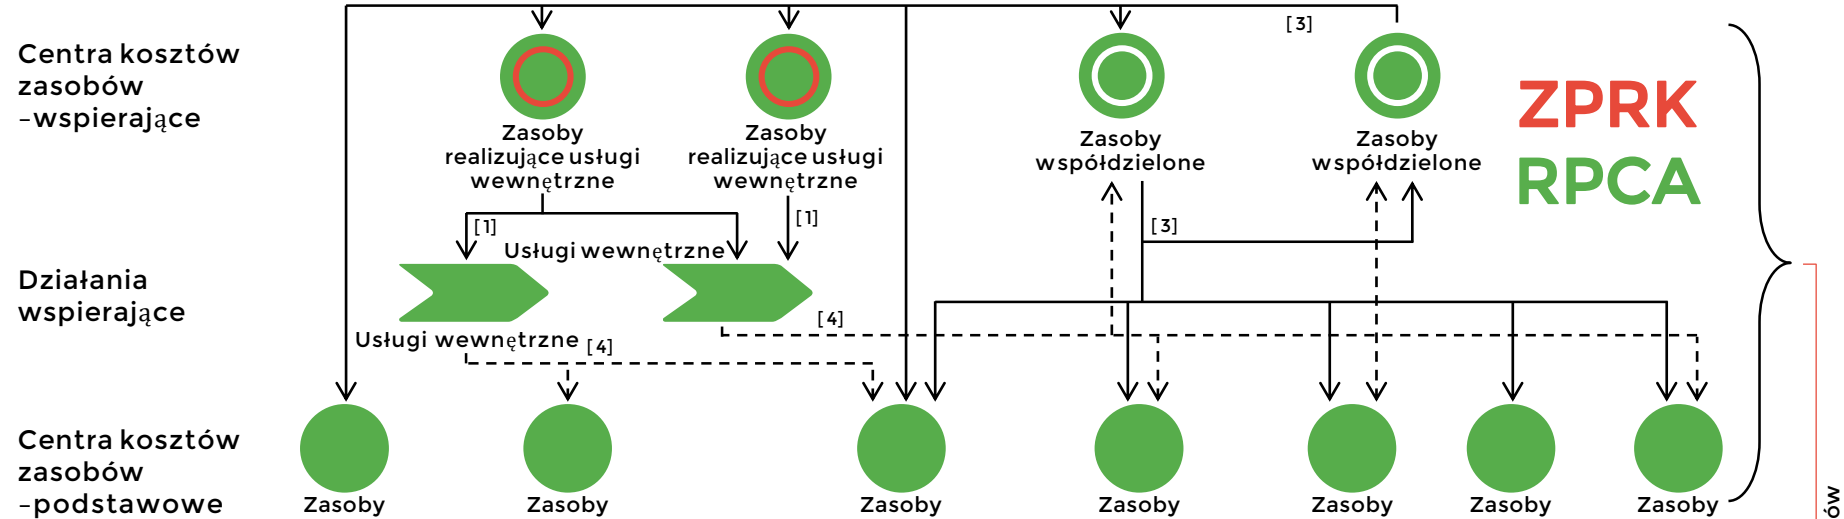 [3]
Centra kosztów
zasobów
–wspierające
Zasoby
realizujące usługi
wewnętrzne
Zasoby
realizujące usługi
wewnętrzne
Zasoby
współdzielone
Zasoby
współdzielone
ZPRK
RPCA
[1]
[1]
[3]
Usługi wewnętrzne
Działania
wspierające
[4]
Usługi wewnętrzne
[4]
Centra kosztów
zasobów
–podstawowe
Zasoby
Zasoby
Zasoby
Zasoby
Zasoby
Zasoby
Zasoby
ów